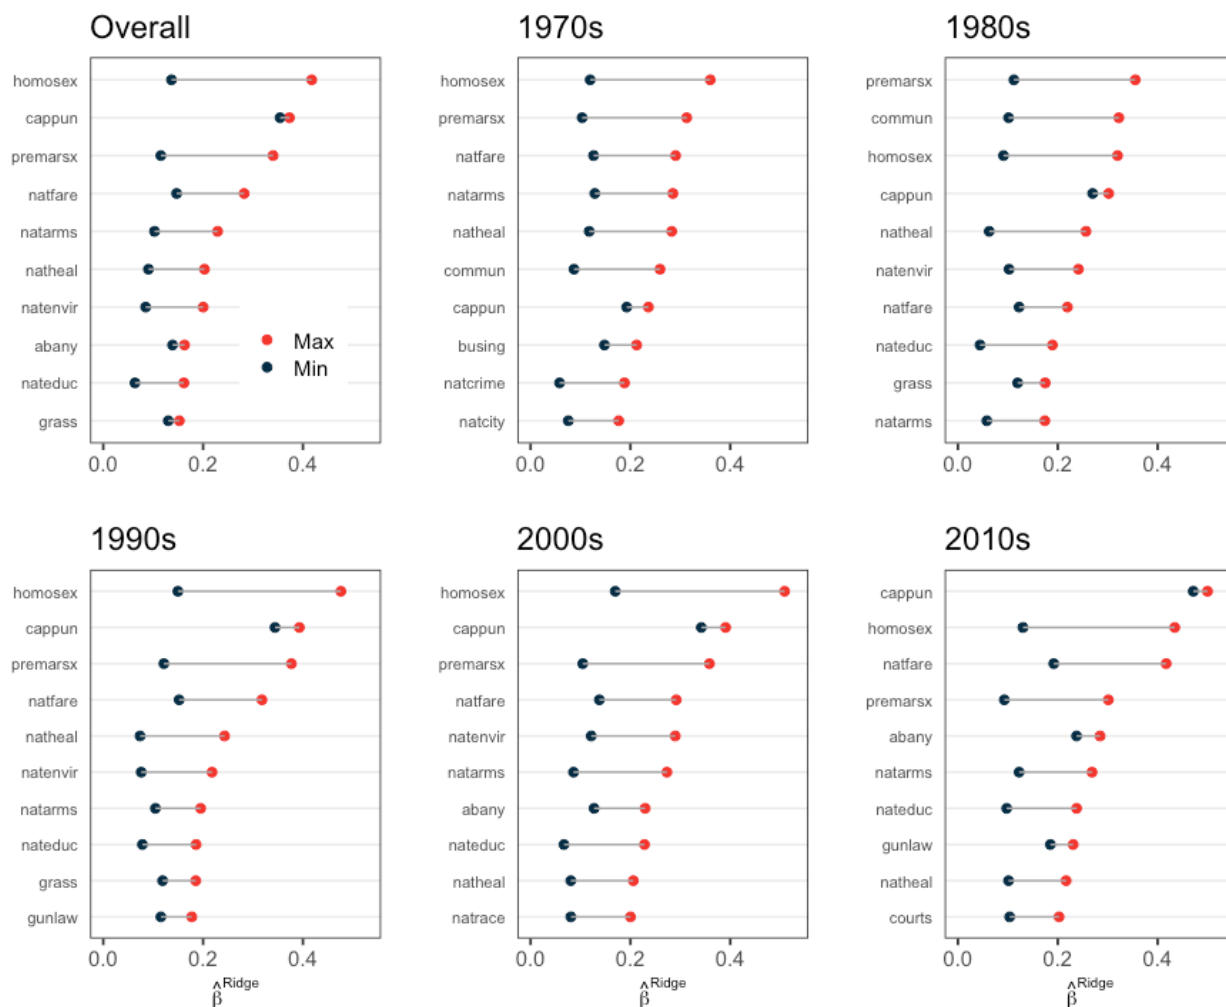 Overall
homosex
cappun
premarsx
natfare
natarms
natheal
natenvir
abany
nateduc
grass
Max
Min
0.0 0.2 0.4
1970s
homosex
premarsx
natfare
natarms
natheal
commun
cappun
busing
natcrime
natcity
0.0 0.2 0.4
1980s
premarsx
commun
homosex
cappun
natheal
natenvir
natfare
nateduc
grass
natarms
0.0 0.2 0.4
1990s
homosex
cappun
premarsx
natfare
natheal
natenvir
natarms
nateduc
grass
gunlaw
0.0 0.2 0.4
β̂^Ridge
2000s
homosex
cappun
premarsx
natfare
natenvir
natarms
abany
nateduc
natheal
natrace
0.0 0.2 0.4
β̂^Ridge
2010s
cappun
homosex
natfare
premarsx
abany
natarms
nateduc
gunlaw
natheal
courts
0.0 0.2 0.4
β̂^Ridge